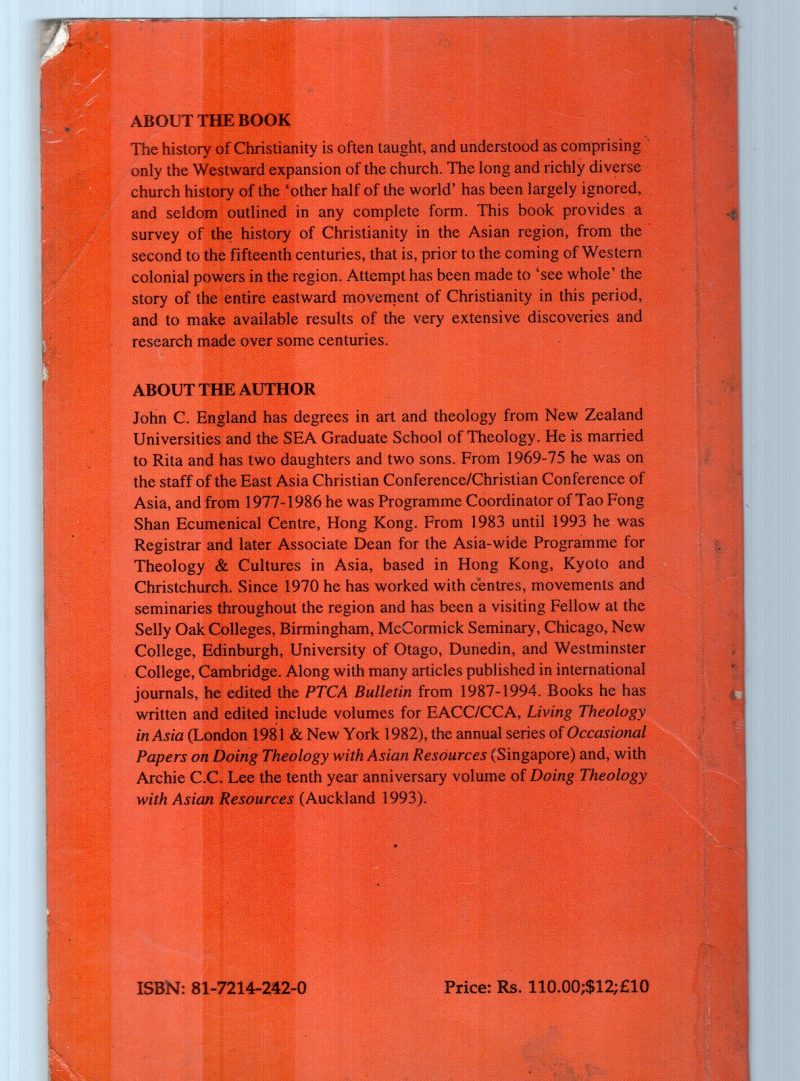 ABOUT THE BOOK
The history of Christianity is often taught, and understood as comprising
only the Westward expansion of the church. The long and richly diverse
church history of the ‘other half of the world’ has been largely ignored,
and seldom outlined in any complete form. This book provides a
survey of the history of Christianity in the Asian region, from the
second to the fifteenth centuries, that is, prior to the coming of Western
colonial powers in the region. Attempt has been made to ‘see whole’ the
story of the entire eastward movement of Christianity in this period,
and to make available results of the very extensive discoveries and
research made over some centuries.
ABOUT THE AUTHOR
John C. England has degrees in art and theology from New Zealand
Universities and the SEA Graduate School of Theology. He is married
to Rita and has two daughters and two sons. From 1969-75 he was on
the staff of the East Asia Christian Conference/Christian Conference of
Asia, and from 1977-1986 he was Programme Coordinator of Tao Fong
Shan Ecumenical Centre, Hong Kong. From 1983 until 1993 he was
Registrar and later Associate Dean for the Asia-wide Programme for
Theology & Cultures in Asia, based in Hong Kong, Kyoto and
Christchurch. Since 1970 he has worked with centres, movements and
seminaries throughout the region and has been a visiting Fellow at the
Selly Oak Colleges, Birmingham, McCormick Seminary, Chicago, New
College, Edinburgh, University of Otago, Dunedin, and Westminster
College, Cambridge. Along with many articles published in international
journals, he edited the PTCA Bulletin from 1987-1994. Books he has
written and edited include volumes for EACC/CCA, Living Theology
in Asia (London 1981 & New York 1982), the annual series of Occasional
Papers on Doing Theology with Asian Resources (Singapore) and, with
Archie C.C. Lee the tenth year anniversary volume of Doing Theology
with Asian Resources (Auckland 1993).
ISBN: 81-7214-242-0 Price: Rs. 110.00;$12;£10